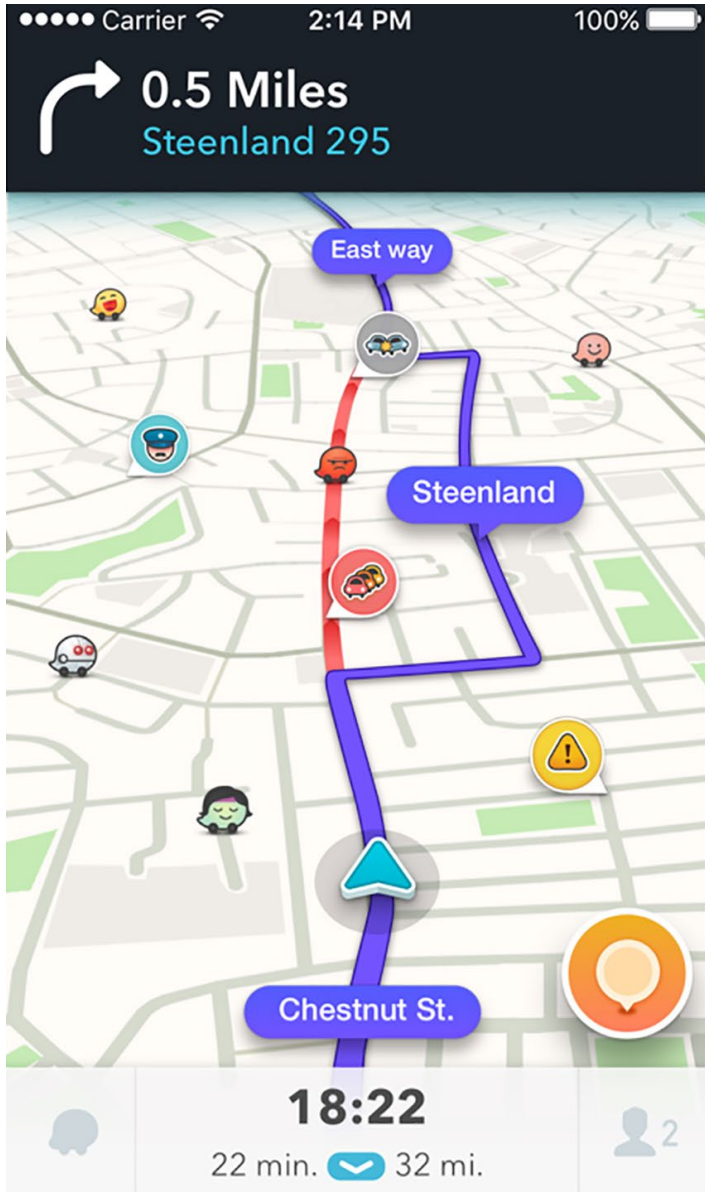 Carrier 2:14 PM 100%
0.5 Miles
Steenland 295
East way
Steenland
Chestnut St.
18:22
2
22 min. 32 mi.